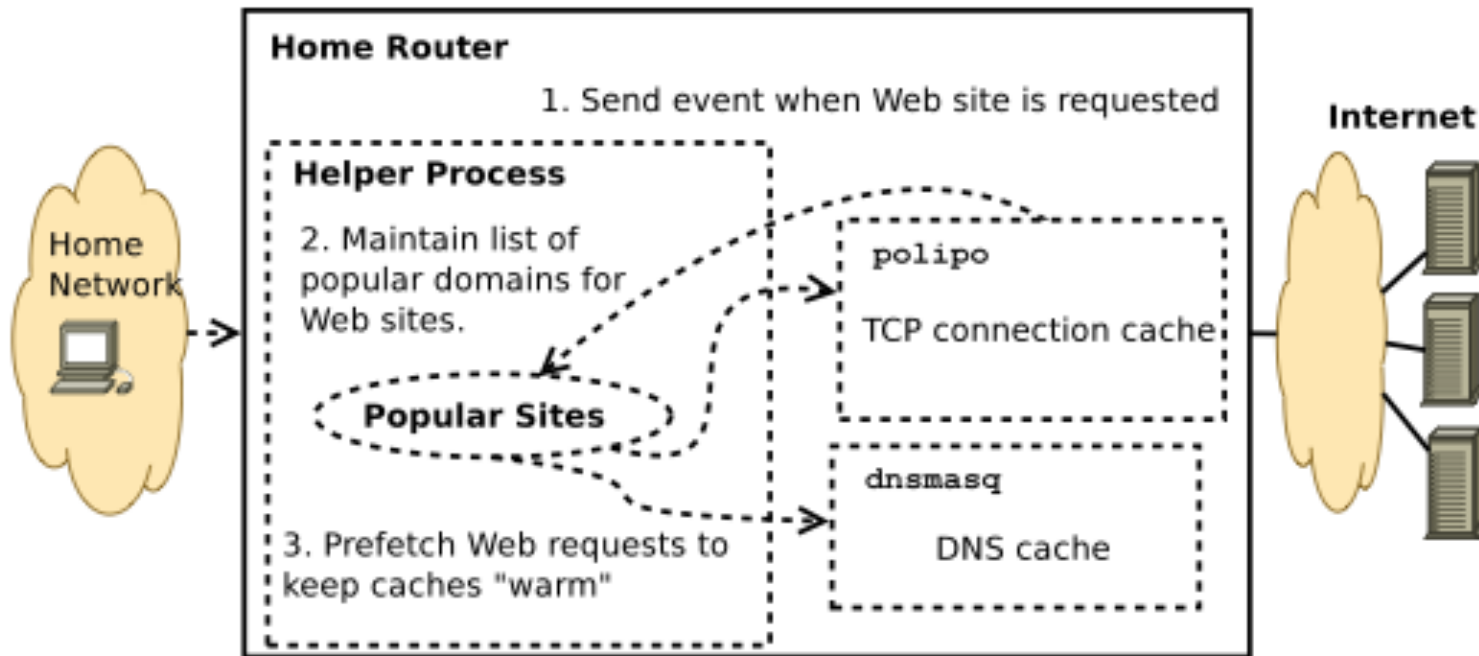 Home Router
1. Send event when Web site is requested
Internet
Helper Process
Home
Network
2. Maintain list of
popular domains for
Web sites.
polipo
TCP connection cache
Popular Sites
dnsmasq
DNS cache
3. Prefetch Web requests to
keep caches "warm"